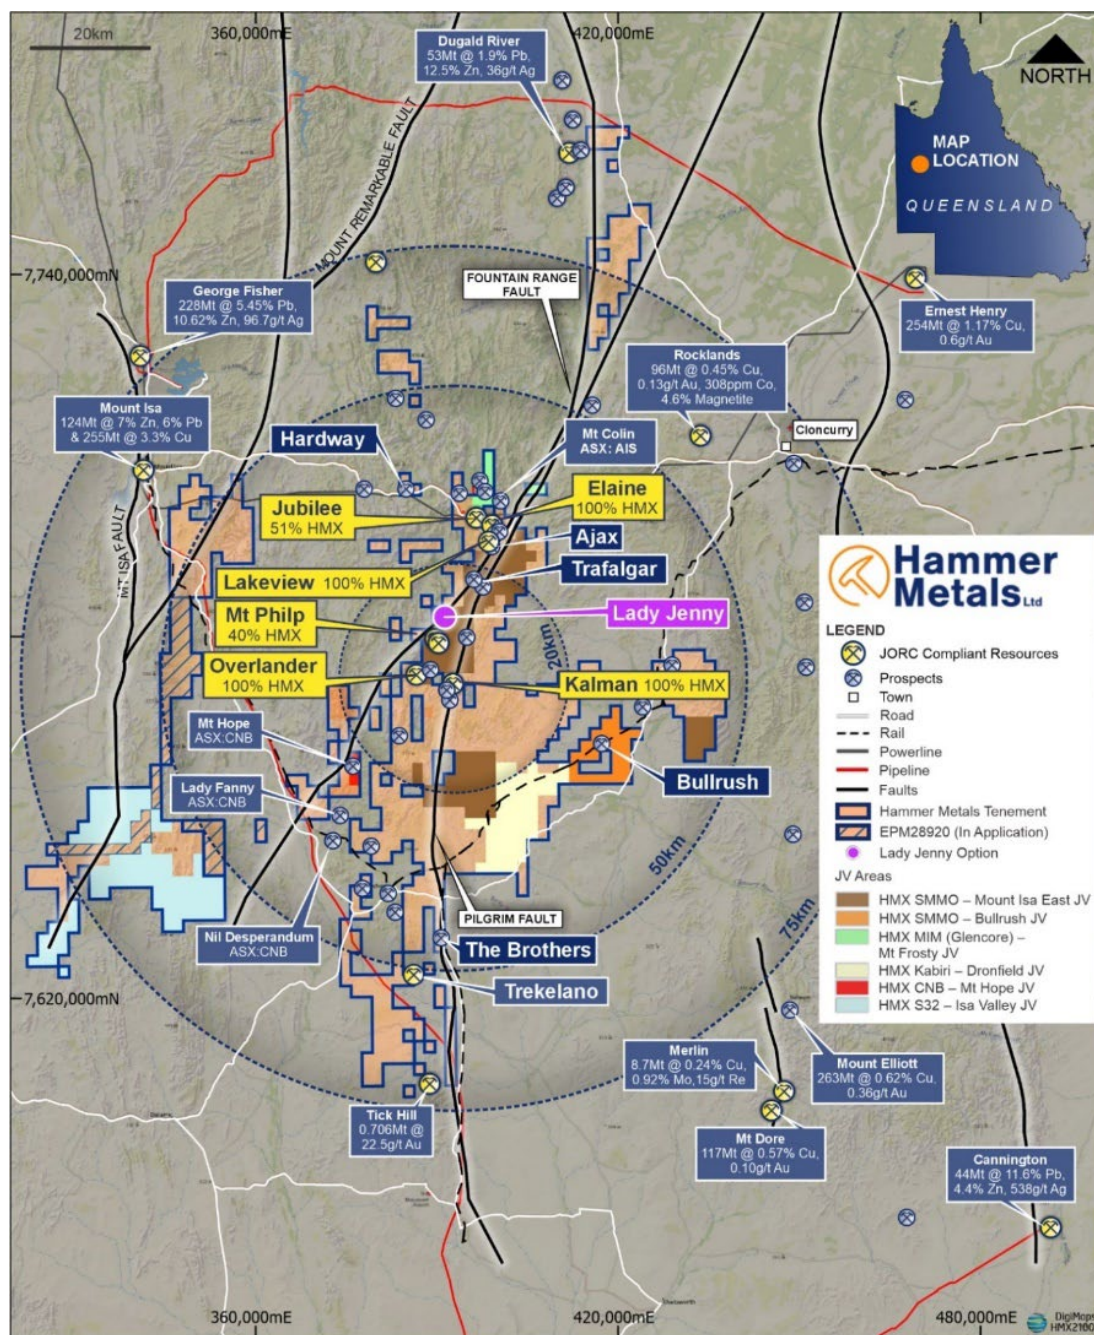 20km
360,000mE
420,000mE
Dugald River
53Mt @ 1.9% Pb,
12.5% Zn, 36g/t Ag
NORTH
MAP
LOCATION
QUEENSLAND
MOUNT REMARKABLE FAULT
7,740,000mN
FOUNTAIN RANGE
FAULT
George Fisher
228Mt @ 5.45% Pb,
10.62% Zn, 96.7g/t Ag
Ernest Henry
254Mt @ 1.17% Cu,
0.6g/t Au
Rocklands
96Mt @ 0.45% Cu,
0.13g/t Au, 308ppm Co,
4.6% Magnetite
Mount Isa
124Mt @ 7% Zn, 6% Pb
& 255Mt @ 3.3% Cu
Hardway
Mt Colin
ASX: AIS
Cloncurry
Jubilee
51% HMX
Elaine
100% HMX
Ajax
MT ISA FAULT
Lakeview 100% HMX
Trafalgar
Mt Philp
40% HMX
Lady Jenny
20km
Overlander
100% HMX
Kalman 100% HMX
Mt Hope
ASX:CNB
Bullrush
Lady Fanny
ASX:CNB
50km
75km
PILGRIM FAULT
Nil Desperandum
ASX:CNB
The Brothers
Trekelano
7,620,000mN
Hammer
Metals Ltd
LEGEND
JORC Compliant Resources
Prospects
Town
Road
Rail
Powerline
Pipeline
Faults
Hammer Metals Tenement
EPM28920 (In Application)
Lady Jenny Option
JV Areas
HMX SMMO – Mount Isa East JV
HMX SMMO – Bullrush JV
HMX MIM (Glencore) –
Mt Frosty JV
HMX Kabiri – Dronfield JV
HMX CNB – Mt Hope JV
HMX S32 – Isa Valley JV
Merlin
8.7Mt @ 0.24% Cu,
0.92% Mo,15g/t Re
Mount Elliott
263Mt @ 0.62% Cu,
0.36g/t Au
Tick Hill
0.706Mt @
22.5g/t Au
Mt Dore
117Mt @ 0.57% Cu,
0.10g/t Au
Cannington
44Mt @ 11.6% Pb,
4.4% Zn, 538g/t Ag
360,000mE
420,000mE
480,000mE
DigiMaps
HMX2100